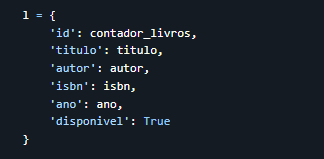 l = {
'id': contador_livros,
'titulo': titulo,
'autor': autor,
'isbn': isbn,
'ano': ano,
'disponivel': True
}